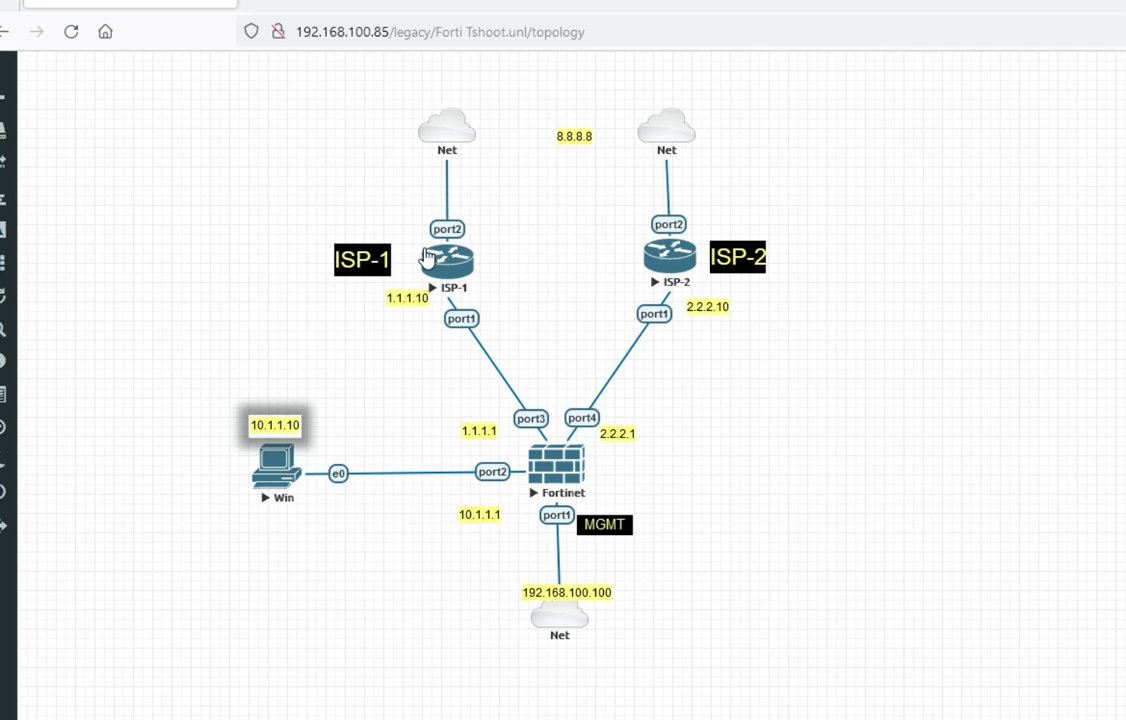 192.168.100.85/legacy/Forti Tshoot.unl/topology
Net
8.8.8.8
Net
port2
port2
ISP-1
ISP-2
ISP-1
ISP-2
1.1.1.10
2.2.2.10
port1
port1
port3
port4
10.1.1.10
1.1.1.1
2.2.2.1
e0
port2
Win
Fortinet
10.1.1.1
port1
MGMT
192.168.100.100
Net